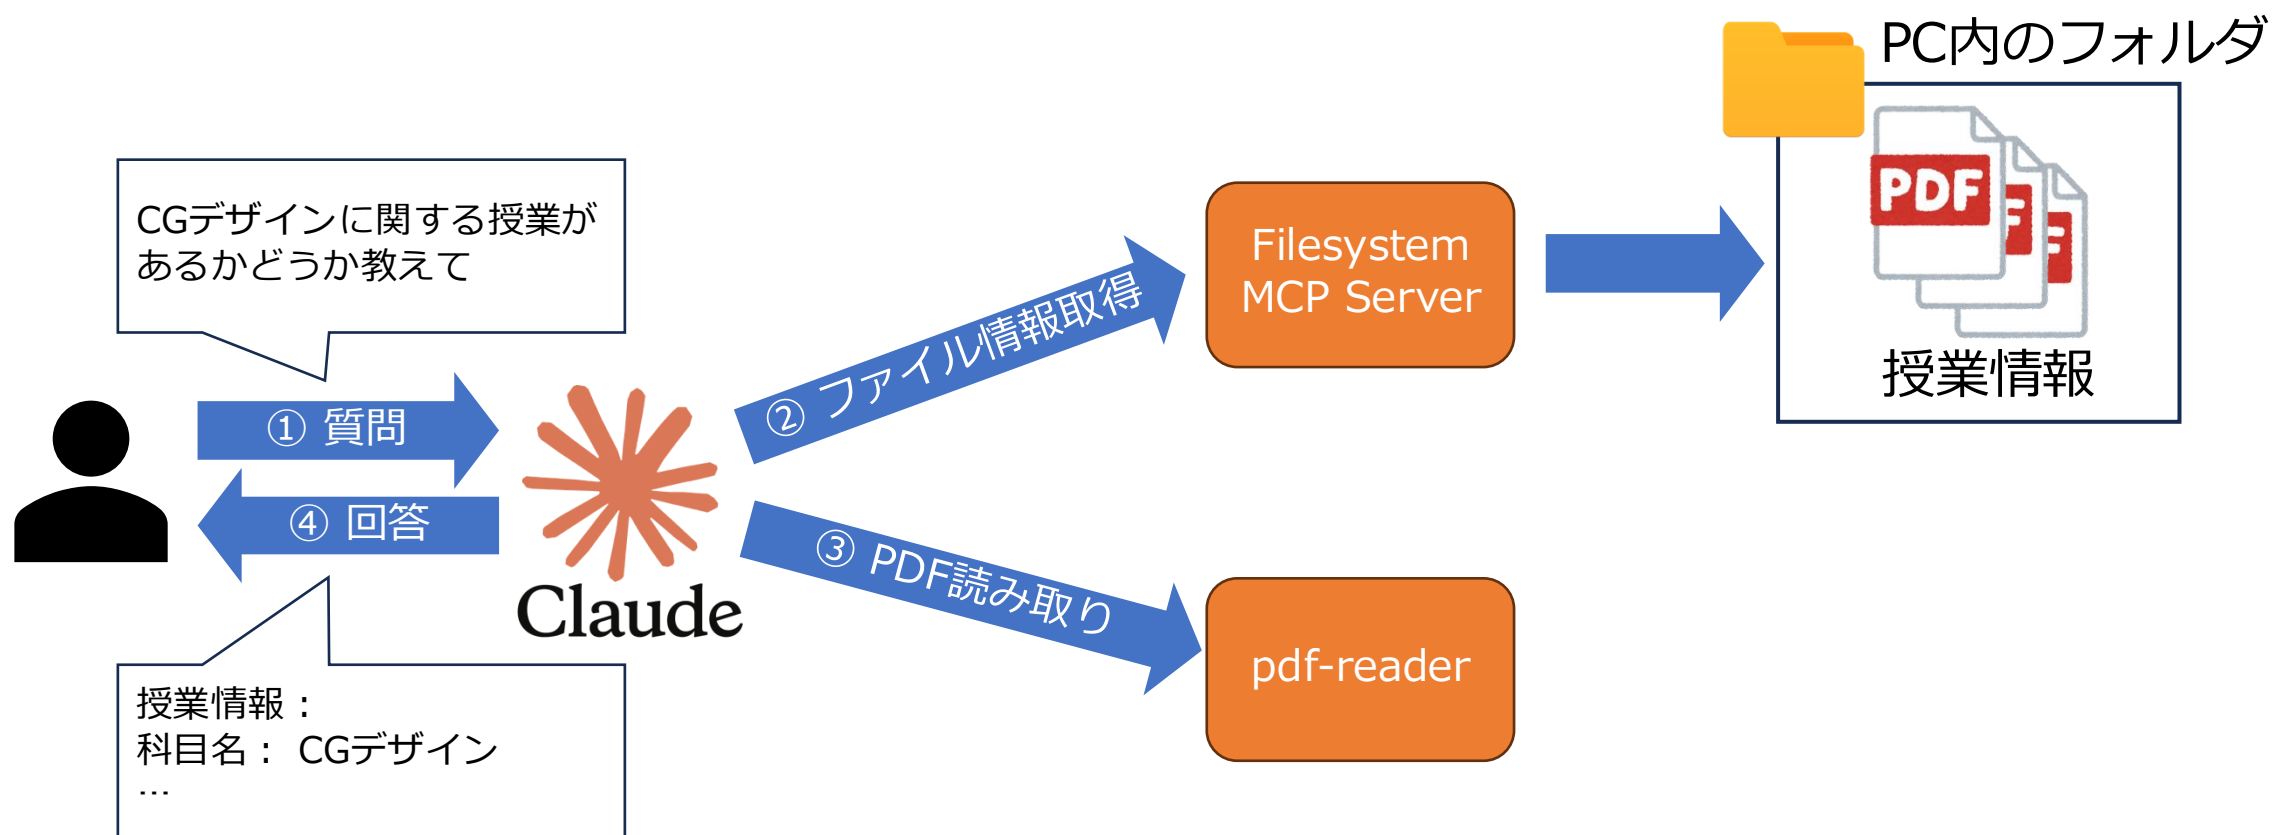 PC内のフォルダ
CGデザインに関する授業が
あるかどうか教えて
Filesystem
MCP Server
PDF
F
F
授業情報
① 質問
② ファイル情報取得
④ 回答
③ PDF読み取り
Claude
pdf-reader
授業情報：
科目名： CGデザイン
…